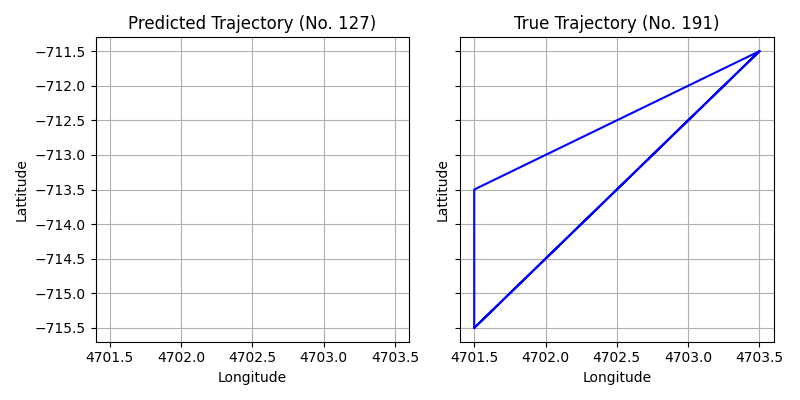 Predicted Trajectory (No. 127)
True Trajectory (No. 191)
Lattitude
−711.5
−712.0
−712.5
−713.0
−713.5
−714.0
−714.5
−715.0
−715.5
4701.5 4702.0 4702.5 4703.0 4703.5
Longitude
Lattitude
4701.5 4702.0 4702.5 4703.0 4703.5
Longitude